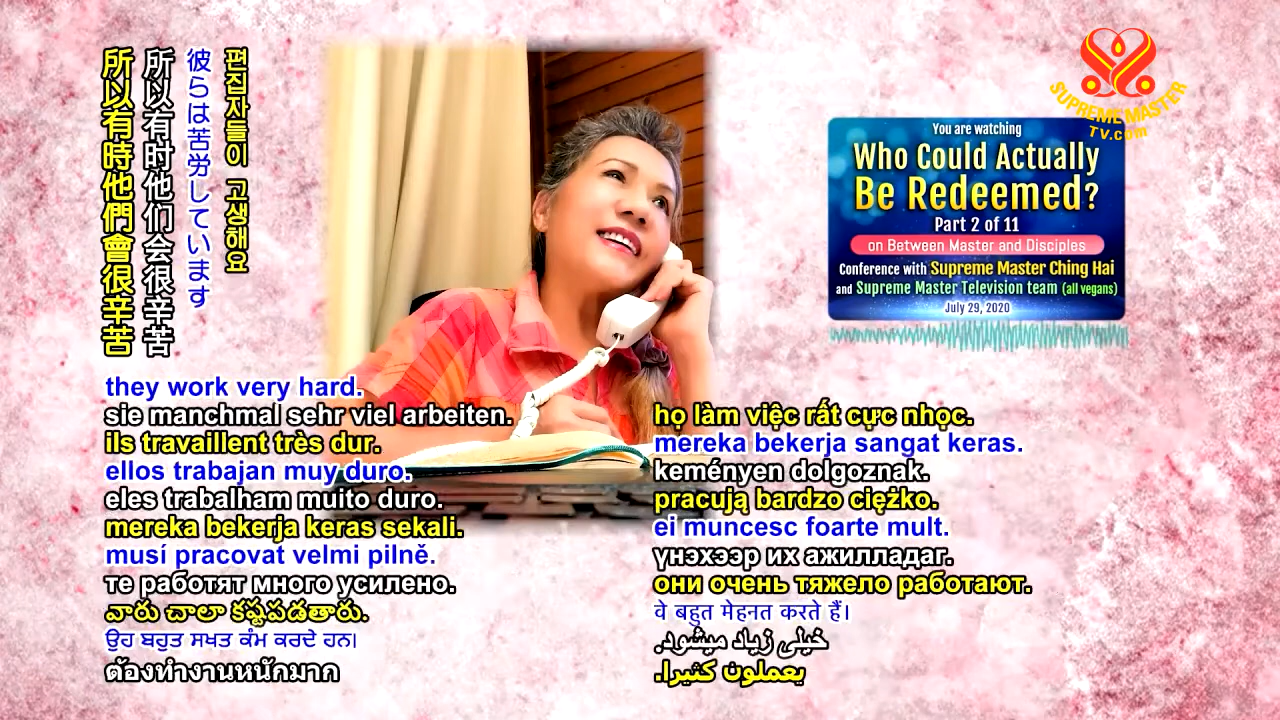 所以有時他們會很辛苦
所以有时他们会很辛苦
彼らは苦労しています
편집자들이 고생해요
SUPREME MASTER
TV.com
You are watching
Who Could Actually
Be Redeemed?
Part 2 of 11
on Between Master and Disciples
Conference with Supreme Master Ching Hai
and Supreme Master Television team (all vegans)
July 29, 2020
they work very hard.
sie manchmal sehr viel arbeiten.
ils travaillent très dur.
ellos trabajan muy duro.
eles trabalham muito duro.
mereka bekerja keras sekali.
musí pracovat velmi pilně.
те работят много усилено.
వారు చాలా కష్టపడతారు.
ਉਹ ਬਹੁਤ ਸਖਤ ਕੰਮ ਕਰਦੇ ਹਨ।
ต้องทำงานหนักมาก
họ làm việc rất cực nhọc.
mereka bekerja sangat keras.
keményen dolgoznak.
pracują bardzo ciężko.
ei muncesc foarte mult.
үнэхээр их ажилладаг.
они очень тяжело работают.
वे बहुत मेहनत करते हैं।
خیلی زیاد میشود.
يعملون كثيرا.